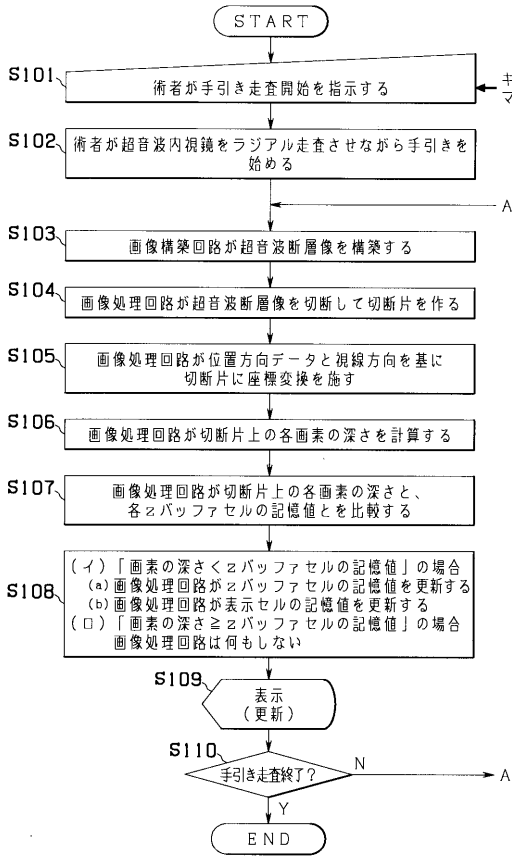 START
S101
術者が手引き走査開始を指示する
キ
マ
S102
術者が超音波内視鏡をラジアル走査させながら手引きを
始める
A
S103
画像構築回路が超音波断層像を構築する
S104
画像処理回路が超音波断層像を切断して切断片を作る
S105
画像処理回路が位置方向データと視線方向を基に
切断片に座標変換を施す
S106
画像処理回路が切断片上の各画素の深さを計算する
S107
画像処理回路が切断片上の各画素の深さと、
各zバッファセルの記憶値とを比較する
S108
(イ)「画素の深さ<zバッファセルの記憶値」の場合
(a)画像処理回路がzバッファセルの記憶値を更新する
(b)画像処理回路が表示セルの記憶値を更新する
(ロ)「画素の深さ≧zバッファセルの記憶値」の場合
画像処理回路は何もしない
S109
表示
(更新)
S110
手引き走査終了?
N
A
Y
END